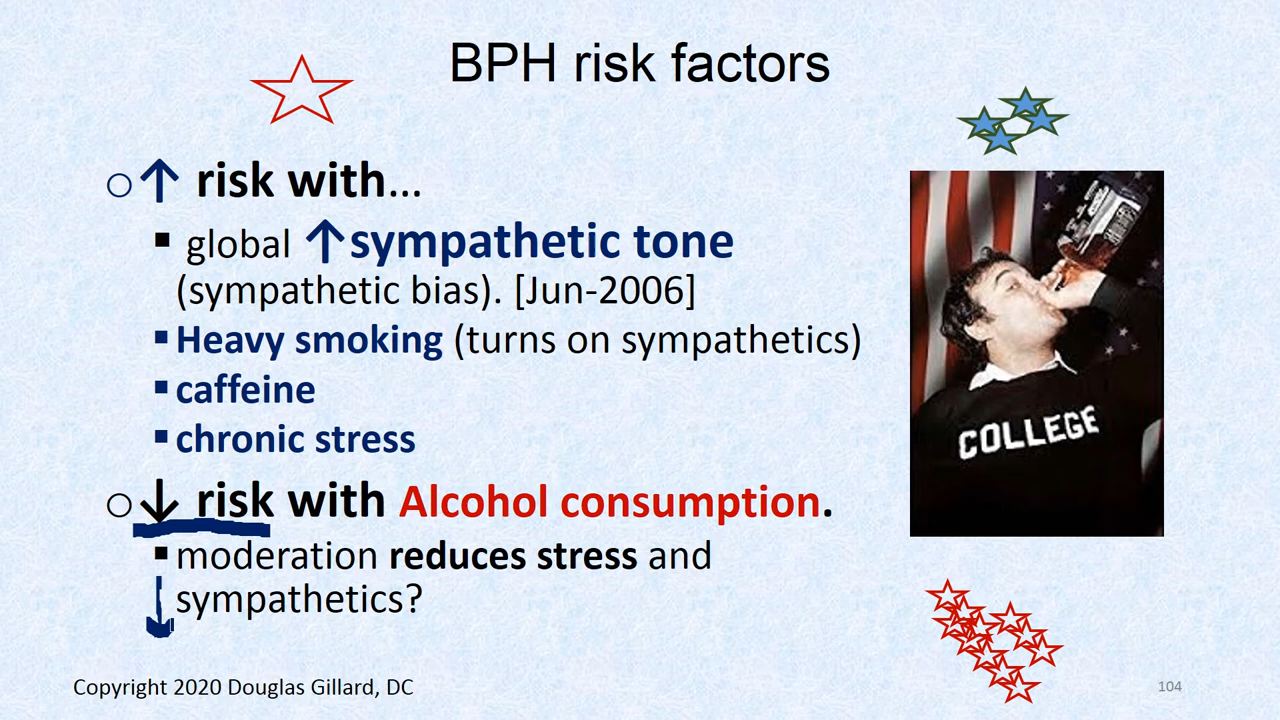 BPH risk factors
○↑ risk with…
▪ global ↑sympathetic tone
(sympathetic bias). [Jun-2006]
▪Heavy smoking (turns on sympathetics)
▪caffeine
▪chronic stress
○↓ risk with Alcohol consumption.
▪moderation reduces stress and
sympathetics?
COLLEGE
Copyright 2020 Douglas Gillard, DC
104